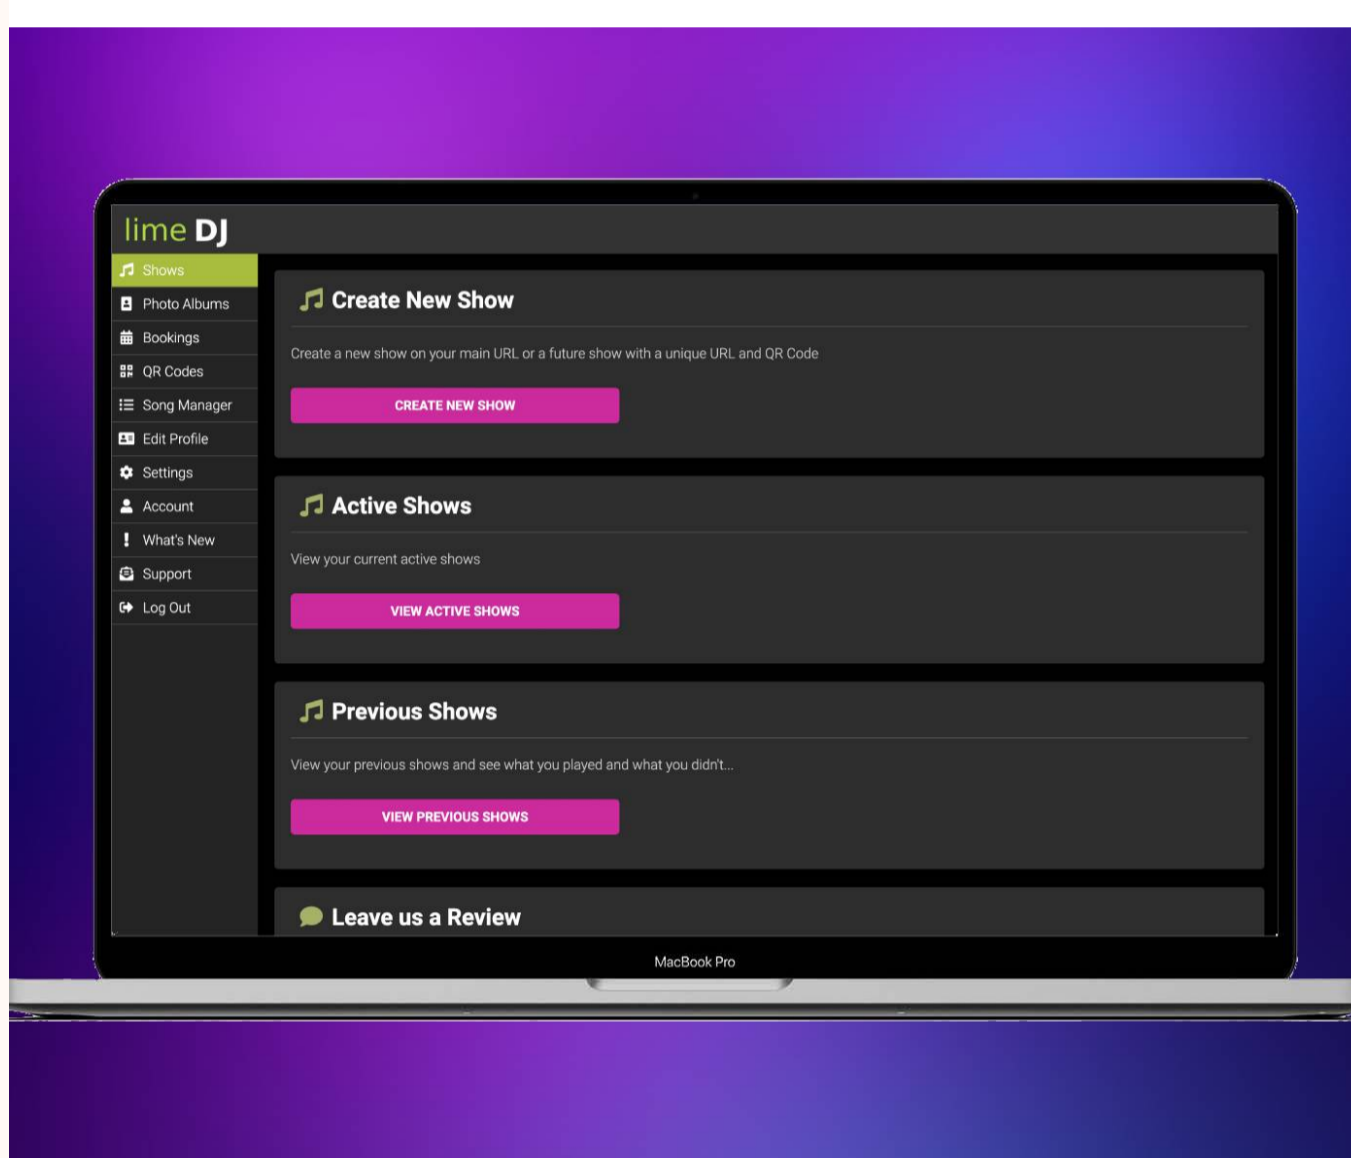 lime DJ
Shows
Photo Albums
Bookings
QR Codes
Song Manager
Edit Profile
Settings
Account
What's New
Support
Log Out
Create New Show
Create a new show on your main URL or a future show with a unique URL and QR Code
CREATE NEW SHOW
Active Shows
View your current active shows
VIEW ACTIVE SHOWS
Previous Shows
View your previous shows and see what you played and what you didn't...
VIEW PREVIOUS SHOWS
Leave us a Review
MacBook Pro